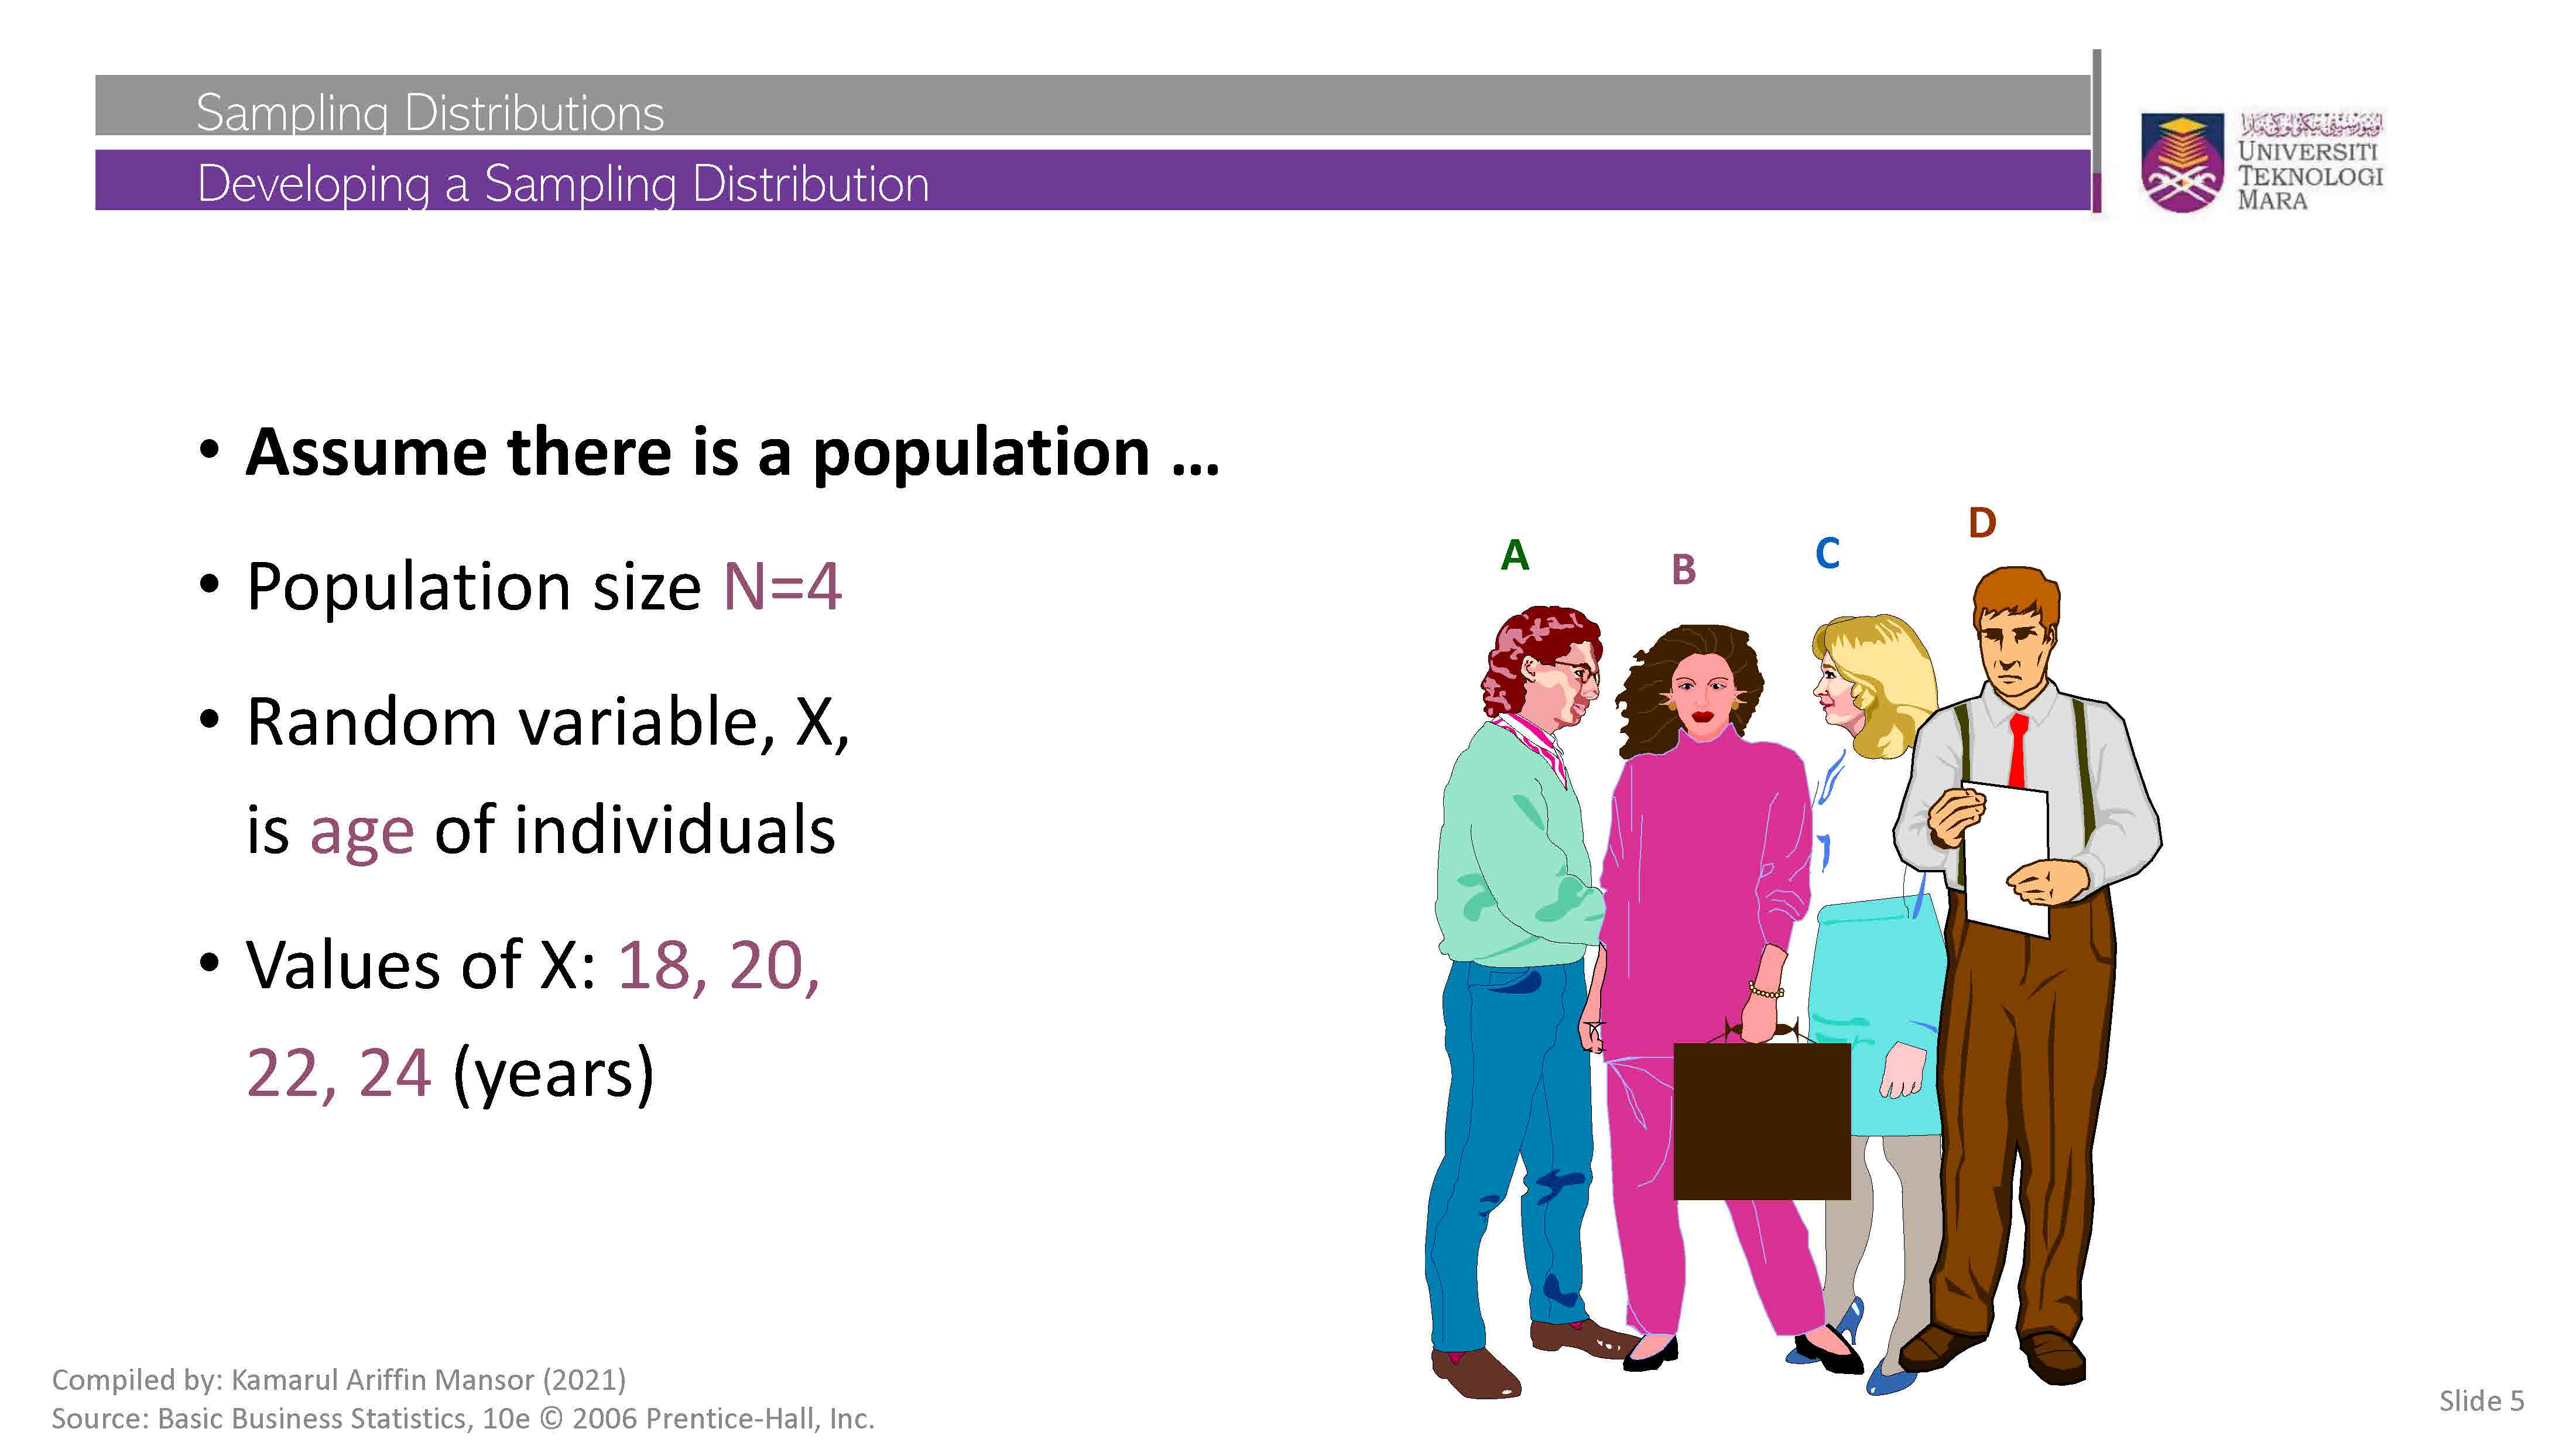 Sampling Distributions
Developing a Sampling Distribution
UNIVERSITI
TEKNOLOGI
MARA
• Assume there is a population ...
• Population size N=4
• Random variable, X,
is age of individuals
• Values of X: 18, 20,
22, 24 (years)
A
B
C
D
Compiled by: Kamarul Ariffin Mansor (2021)
Source: Basic Business Statistics, 10e © 2006 Prentice-Hall, Inc.
Slide 5